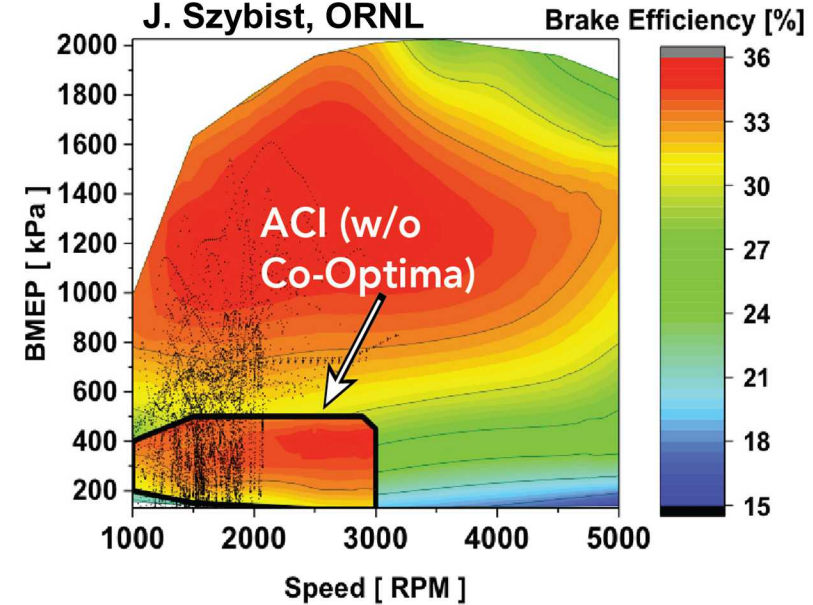 J. Szybist, ORNL
Brake Efficiency [%]
BMEP [ kPa ]
2000
1800
1600
1400
1200
1000
800
600
400
200
ACI (w/o
Co-Optima)
36
33
30
27
24
21
18
15
1000 2000 3000 4000 5000
Speed [ RPM ]